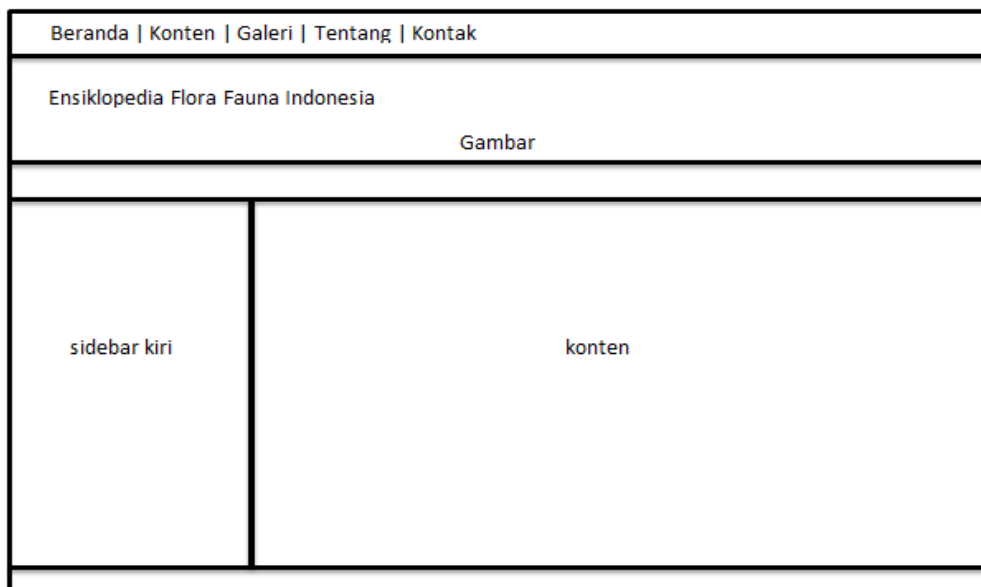 Beranda | Konten | Galeri | Tentang | Kontak
Ensiklopedia Flora Fauna Indonesia
Gambar
sidebar kiri
konten